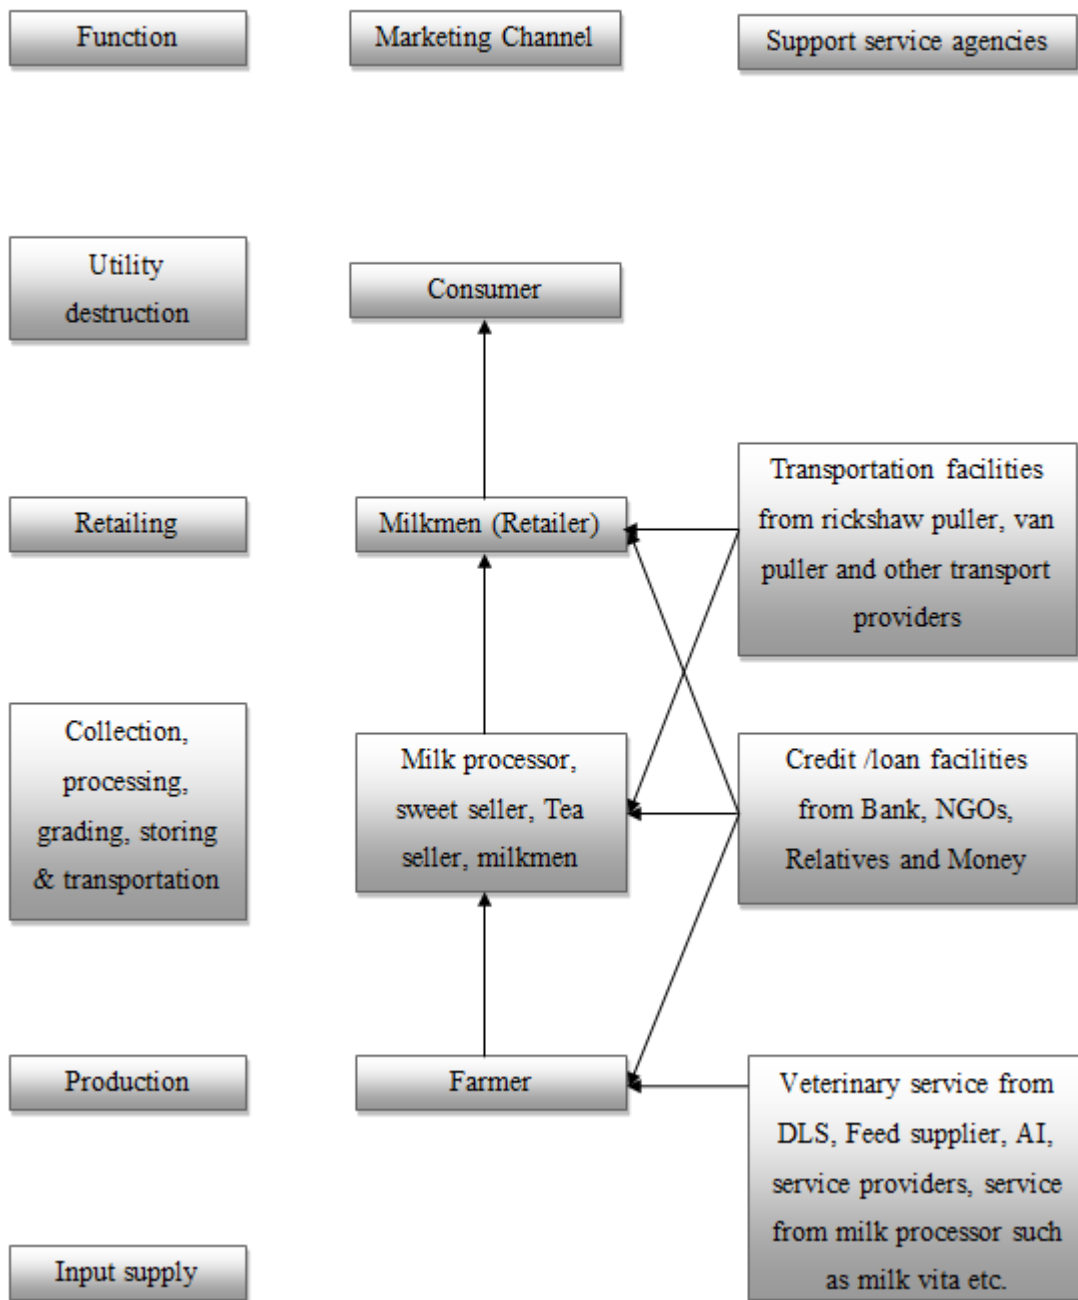 Function
Marketing Channel
Support service agencies
Utility
destruction
Consumer
Retailing
Milkmen (Retailer)
Transportation facilities
from rickshaw puller, van
puller and other transport
providers
Collection,
processing,
grading, storing
& transportation
Milk processor,
sweet seller, Tea
seller, milkmen
Credit /loan facilities
from Bank, NGOs,
Relatives and Money
Production
Farmer
Veterinary service from
DLS, Feed supplier, AI,
service providers, service
from milk processor such
as milk vita etc.
Input supply